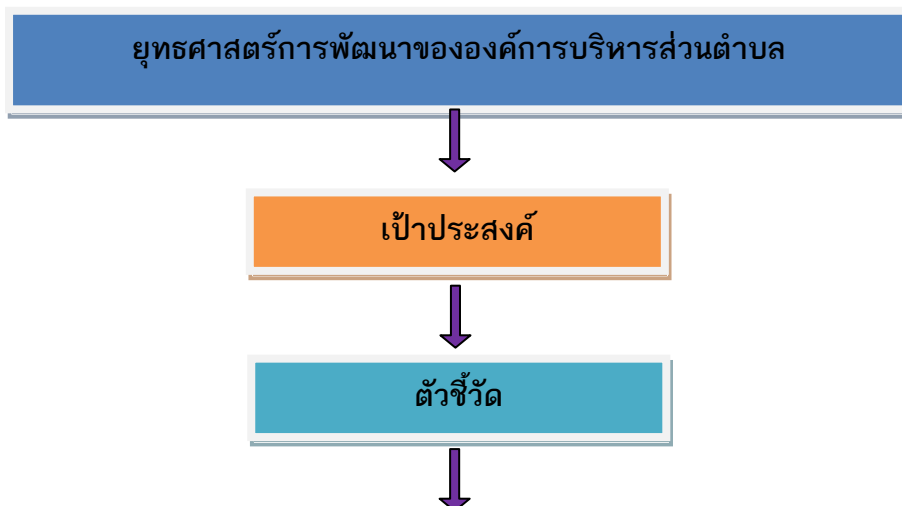 ยุทธศาสตร์การพัฒนาขององค์การบริหารส่วนตำบล
เป้าประสงค์
ตัวชี้วัด